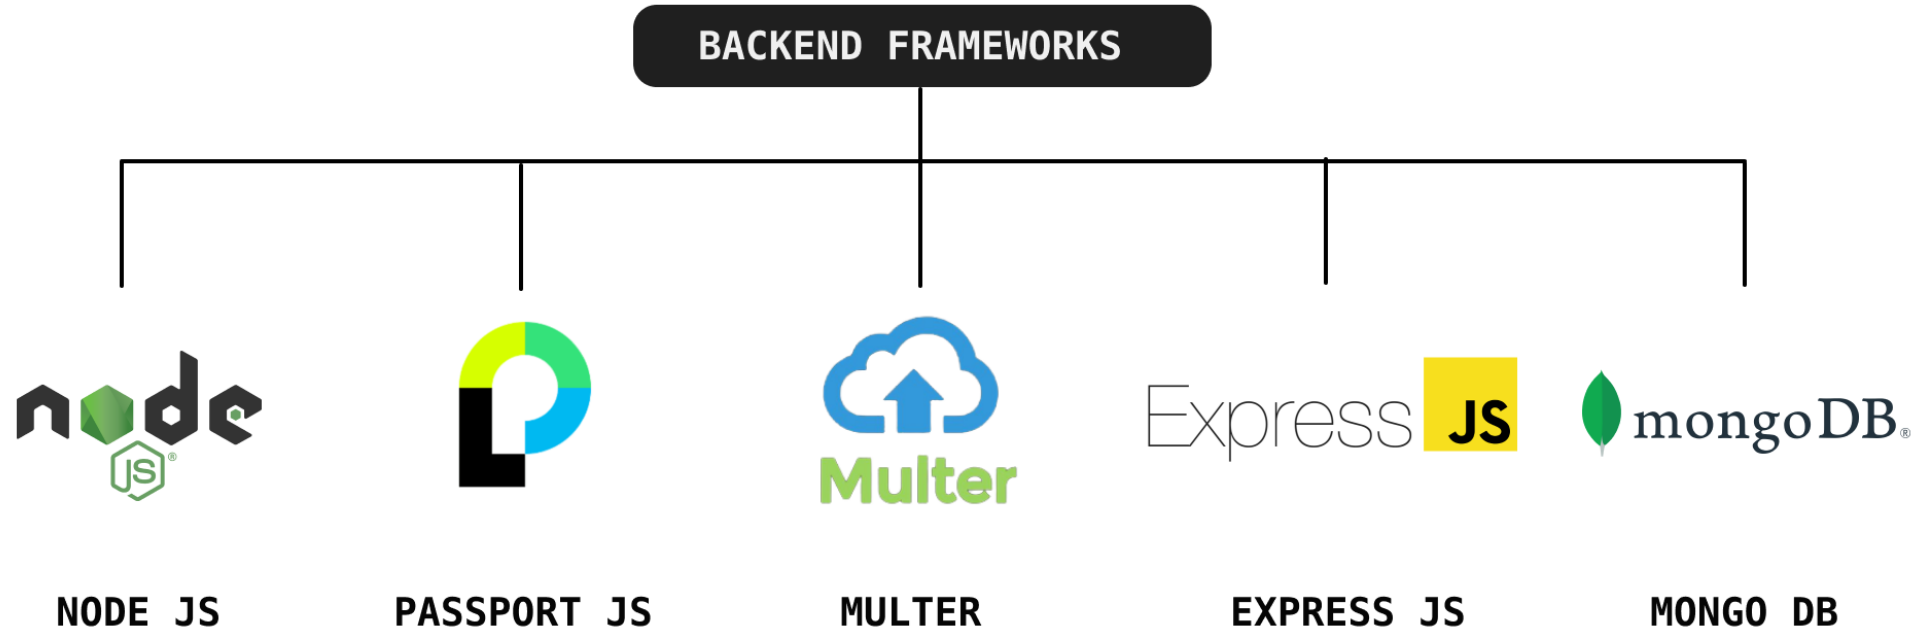 BACKEND FRAMEWORKS
node
JS®
Multer
Express JS
mongoDB®
NODE JS
PASSPORT JS
MULTER
EXPRESS JS
MONGO DB